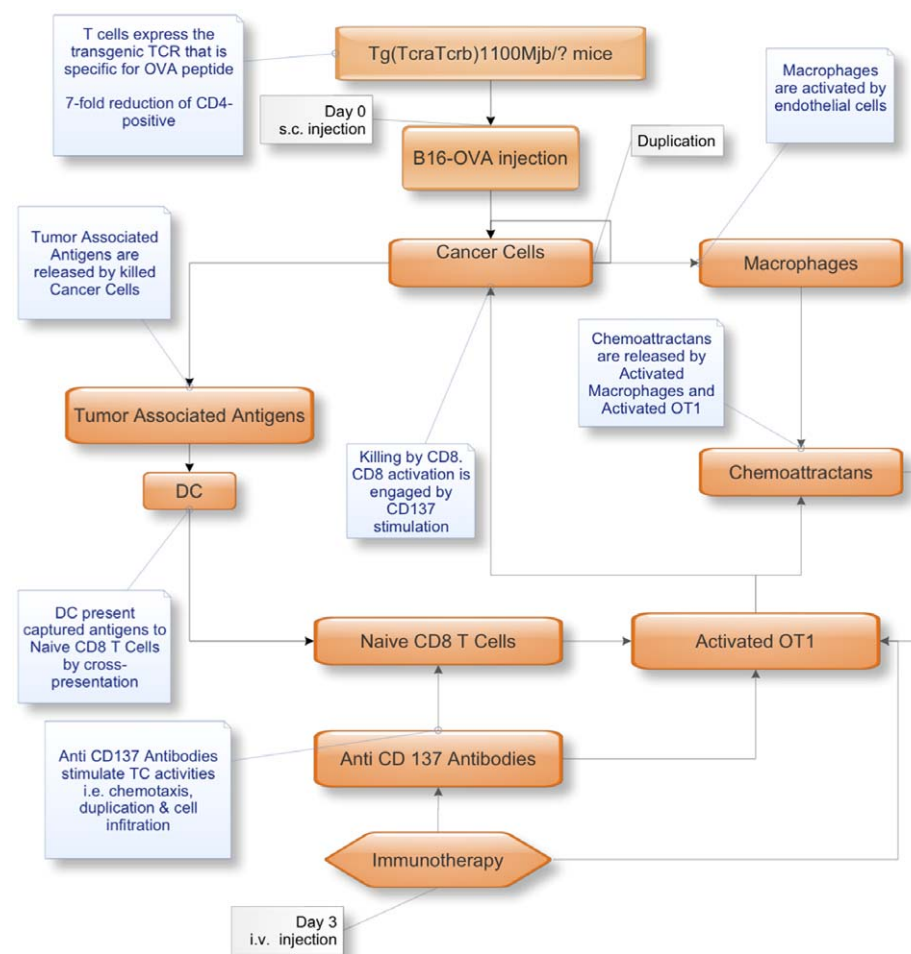 T cells express the
transgenic TCR that is
specific for OVA peptide
7-fold reduction of CD4-
positive
Tg(TcraTcrb)1100Mjb/? mice
Macrophages
are activated by
endothelial cells
Day 0
s.c. injection
B16-OVA injection
Duplication
Tumor Associated
Antigens are
released by killed
Cancer Cells
Cancer Cells
Macrophages
Chemoattractans
are released by
Activated
Macrophages and
Activated OT1
Tumor Associated Antigens
Killing by CD8.
CD8 activation is
engaged by
CD137
stimulation
Chemoattractans
DC
DC present
captured antigens to
Naive CD8 T Cells
by cross-
presentation
Naive CD8 T Cells
Activated OT1
Anti CD137 Antibodies
stimulate TC activities
i.e. chemotaxis,
duplication & cell
infitration
Anti CD 137 Antibodies
Immunotherapy
Day 3
i.v. injection